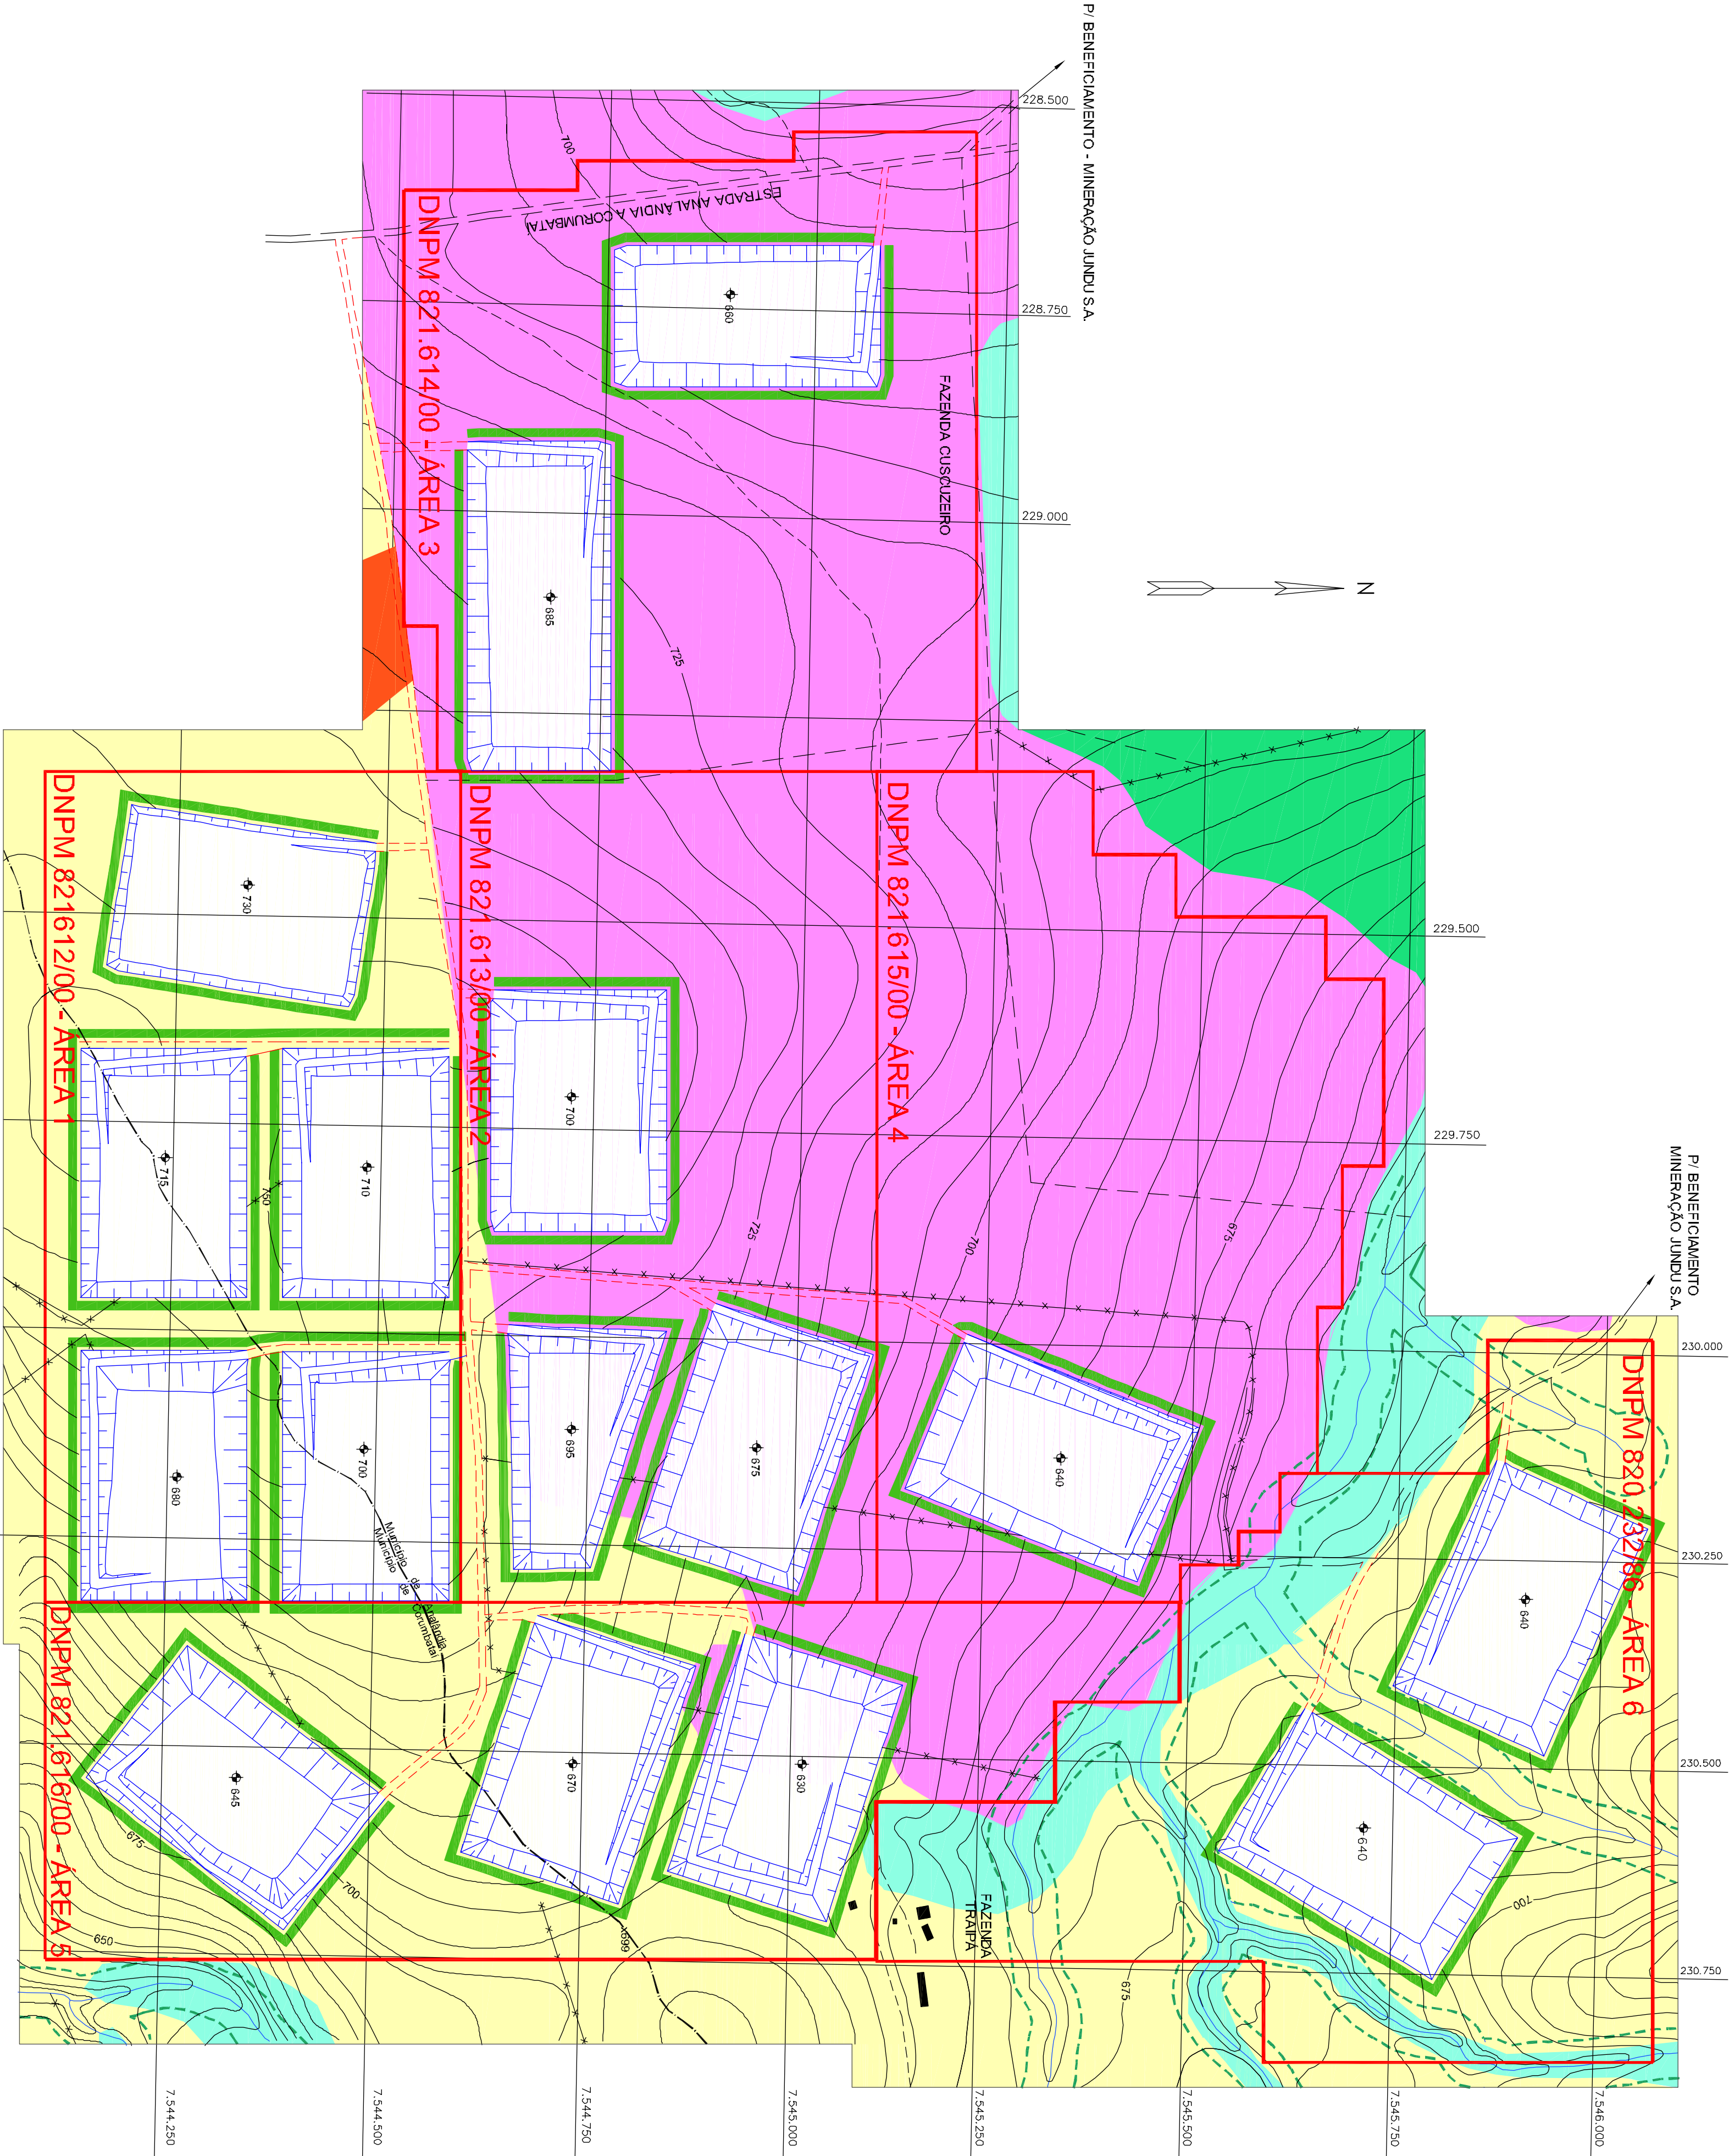 P/ BENEFICIAMENTO - MINERAÇÃO JUNDU S.A.
228.500
228.750
229.000
229.500
229.750
230.000
230.250
230.500
230.750
P/ BENEFICIAMENTO
MINERAÇÃO JUNDU S.A.
N
ESTRADA ANALÂNDIA A CORUMBATAÍ
FAZENDA CUSCUZEIRO
DNPM 821.614/00 - ÁREA 3
700
660
685
725
DNPM 821.615/00 - ÁREA 4
700
675
640
DNPM 821.613/00 - ÁREA 2
700
725
695
675
DNPM 821612/00 - ÁREA 1
730
715
710
750
680
700
Município de Analândia
Município de Corumbataí
DNPM 820.232/86 - ÁREA 6
640
640
700
675
FAZENDA
TRAIPÁ
DNPM 821.616/00 - ÁREA 5
645
670
630
675
700
650
699
7.544.250
7.544.500
7.544.750
7.545.000
7.545.250
7.545.500
7.545.750
7.546.000